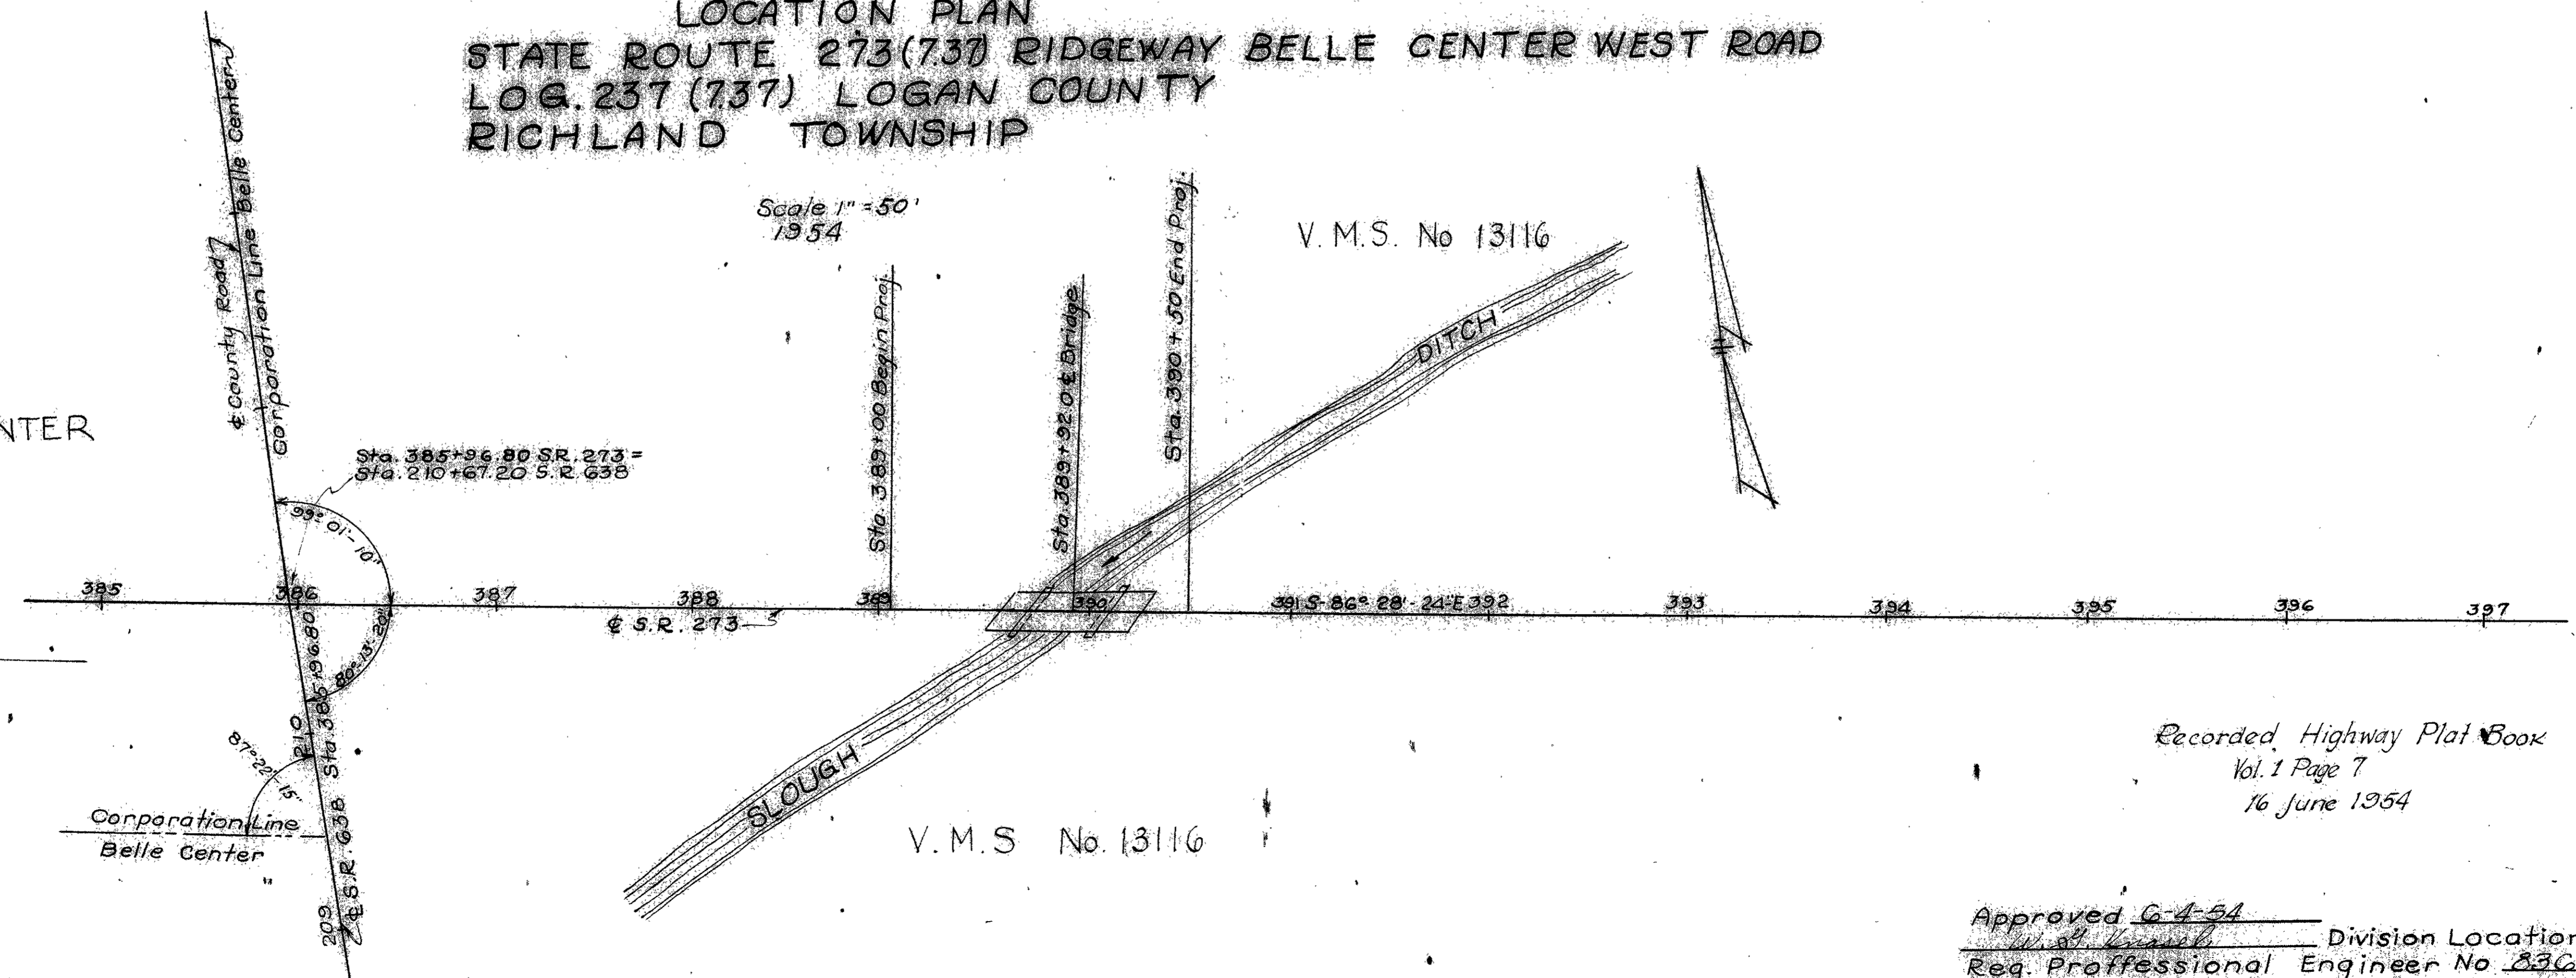 LOCATION PLAN
STATE ROUTE 273 (7.37) RIDGEWAY BELLE CENTER WEST ROAD
LOG. 237 (7.37) LOGAN COUNTY
RICHLAND TOWNSHIP
Scale 1" = 50'
1954
V. M. S. No 13116
℄ County Road
Corporation Line Belle Center
NTER
Sta. 385+96.80 S.R. 273 =
Sta. 210+67.20 S.R. 638
Sta. 389+00 Begin Proj.
Sta. 389+92.0 ℄ Bridge
Sta. 390+50 End Proj.
DITCH
99° 01'- 10"
385 386 387 388 389 390 391 S- 86° 28'- 24"E 392 393 394 395 396 397
℄ S.R. 273
80°-13'-20"
Sta. 385+96.80
210
87°-22'-15"
Corporation Line
Belle Center
℄ S.R. 638
209
SLOUGH
V. M. S No. 13116
Recorded Highway Plat Book
Vol. 1 Page 7
16 June 1954
Approved 6-4-54
Division Location
Reg. Proffessional Engineer No 836